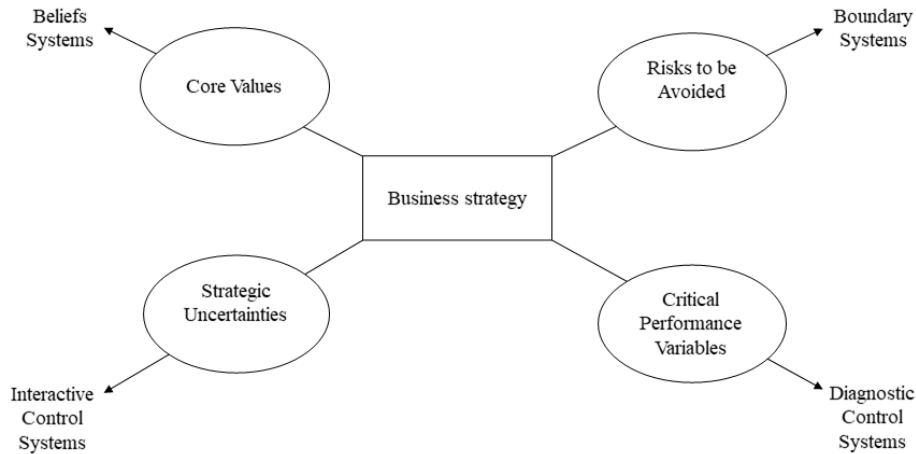 Beliefs
Systems
Boundary
Systems
Core Values
Risks to be
Avoided
Business strategy
Strategic
Uncertainties
Critical
Performance
Variables
Interactive
Control
Systems
Diagnostic
Control
Systems